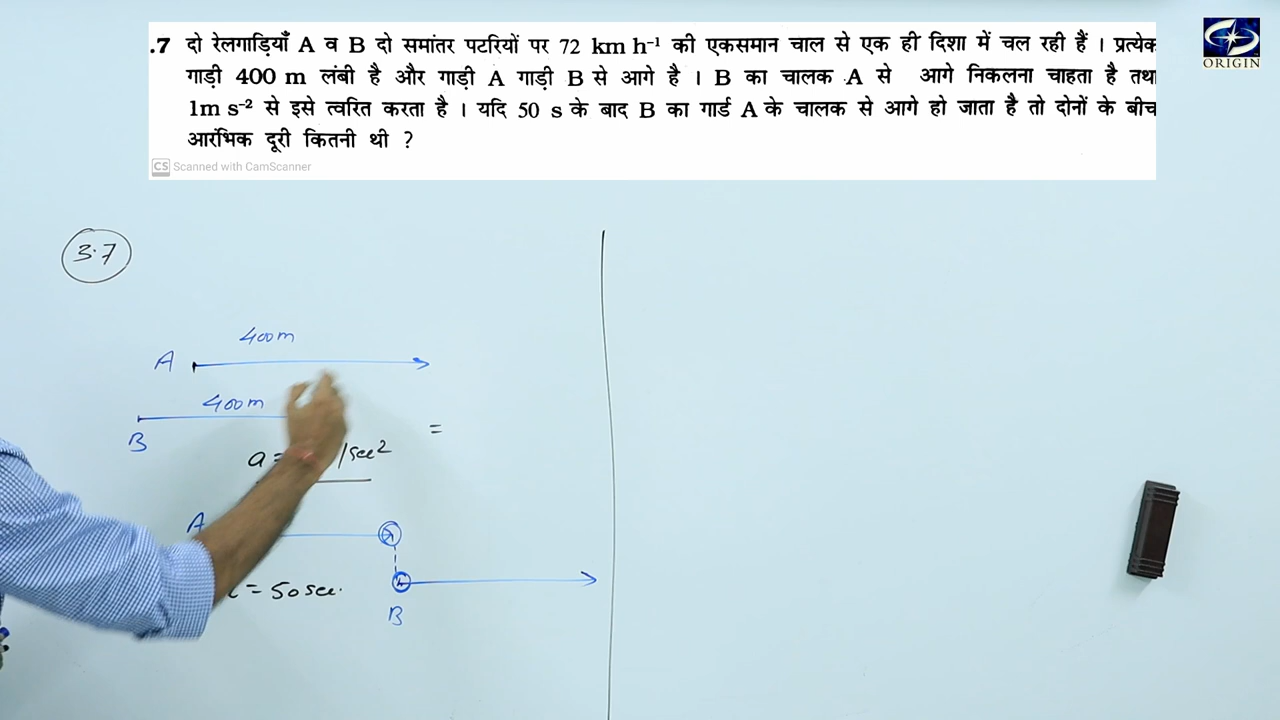 .7 दो रेलगाड़ियाँ A व B दो समांतर पटरियों पर 72 km h⁻¹ की एकसमान चाल से एक ही दिशा में चल रही हैं । प्रत्येक
गाड़ी 400 m लंबी है और गाड़ी A गाड़ी B से आगे है । B का चालक A से आगे निकलना चाहता है तथा
1m s⁻² से इसे त्वरित करता है । यदि 50 s के बाद B का गार्ड A के चालक से आगे हो जाता है तो दोनों के बीच
आरंभिक दूरी कितनी थी ?
CS Scanned with CamScanner
ORIGIN
3.7
400m
A
400m
B
=
a= /sec²
A
= 50sec.
B